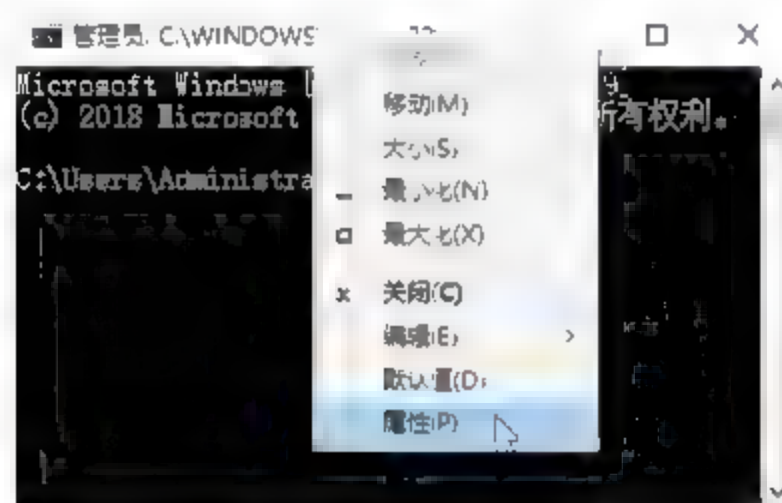 管理员: C:\WINDOWS
Microsoft Windows [
(c) 2018 Microsoft
所有权利。
C:\Users\Administra
移动(M)
大小(S)
最小化(N)
最大化(X)
关闭(C)
编辑(E)
默认值(D)
属性(P)